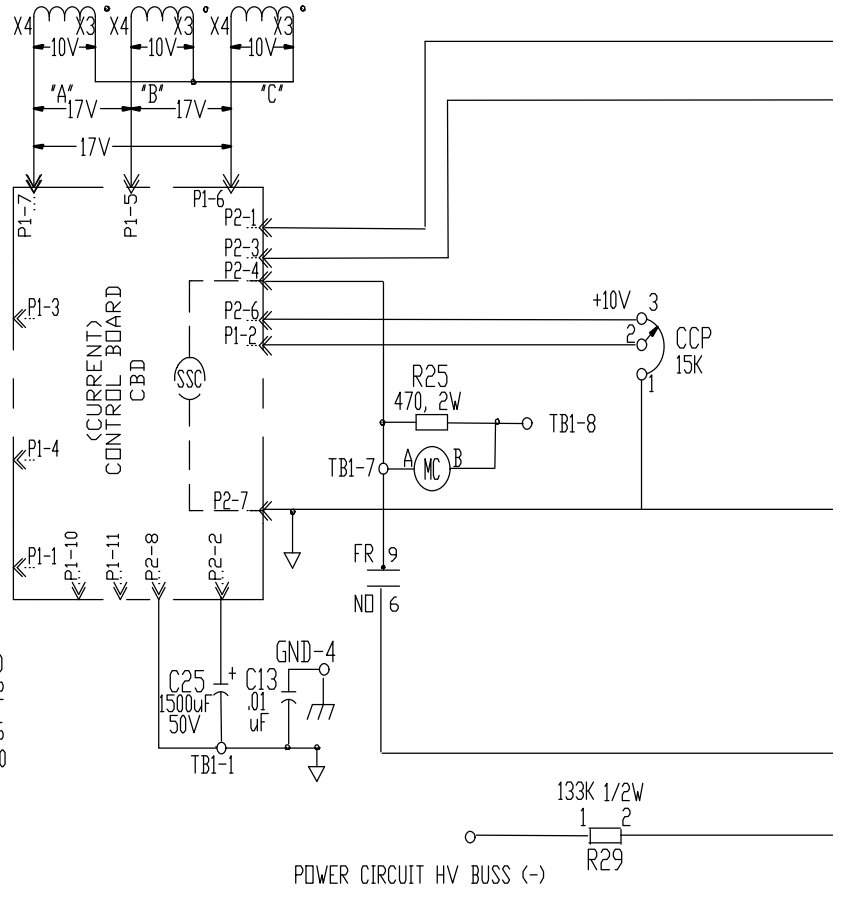 X4 X3 X4 X3 X4 X3
10V 10V 10V
"A" "B" "C"
17V 17V
17V
P1-7
P1-5
P1-6
P2-1
P2-3
P2-4
P2-6
P1-2
P1-3
(CURRENT)
CONTROL BOARD
CBD
SSC
P1-4
P2-7
P1-1
P1-10
P1-11
P2-8
P2-2
+10V 3
2
1
CCP
15K
R25
470, 2W
TB1-8
TB1-7 A MC B
FR 9
NO 6
GND-4
C25 + C13
1500uF .01
50V uF
TB1-1
133K 1/2W
1 2
R29
POWER CIRCUIT HV BUSS (-)